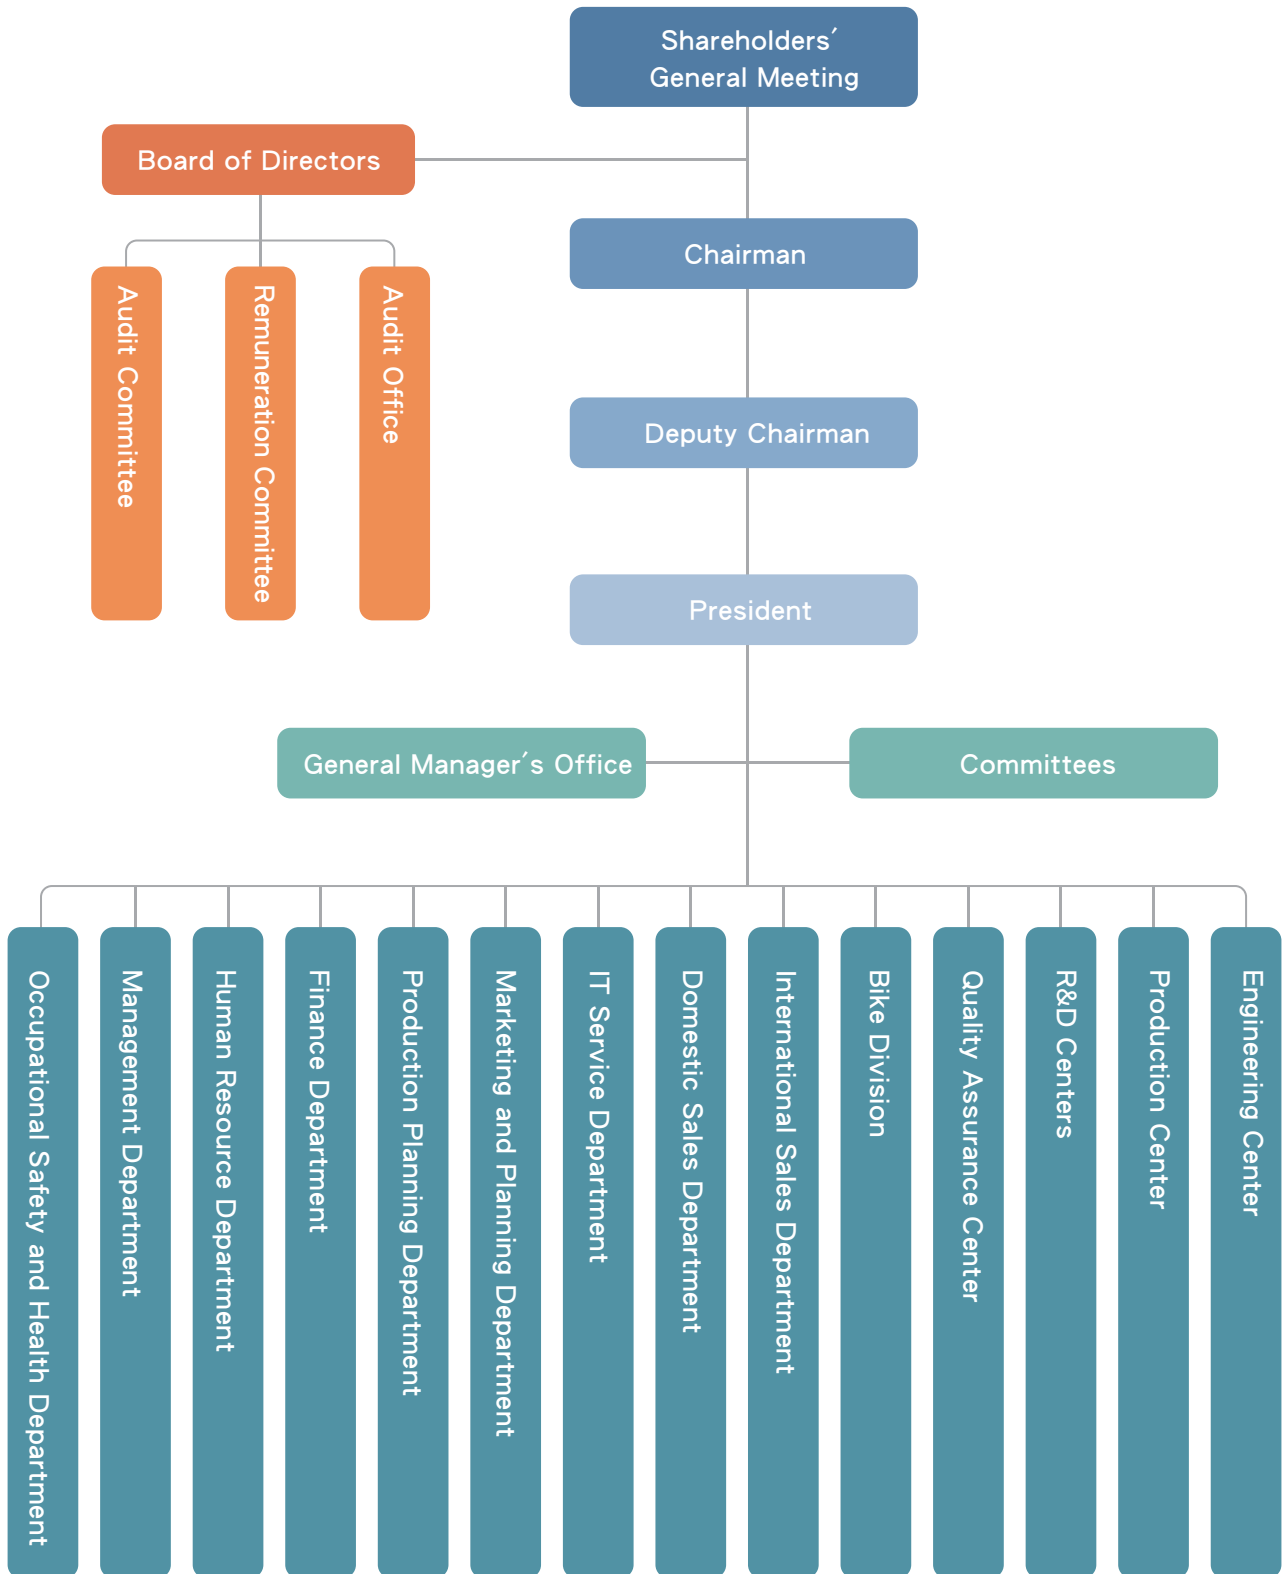 Shareholders´
General Meeting
Board of Directors
Chairman
Audit Committee
Remuneration Committee
Audit Office
Deputy Chairman
President
General Manager´s Office
Committees
Occupational Safety and Health Department
Management Department
Human Resource Department
Finance Department
Production Planning Department
Marketing and Planning Department
IT Service Department
Domestic Sales Department
International Sales Department
Bike Division
Quality Assurance Center
R&D Centers
Production Center
Engineering Center